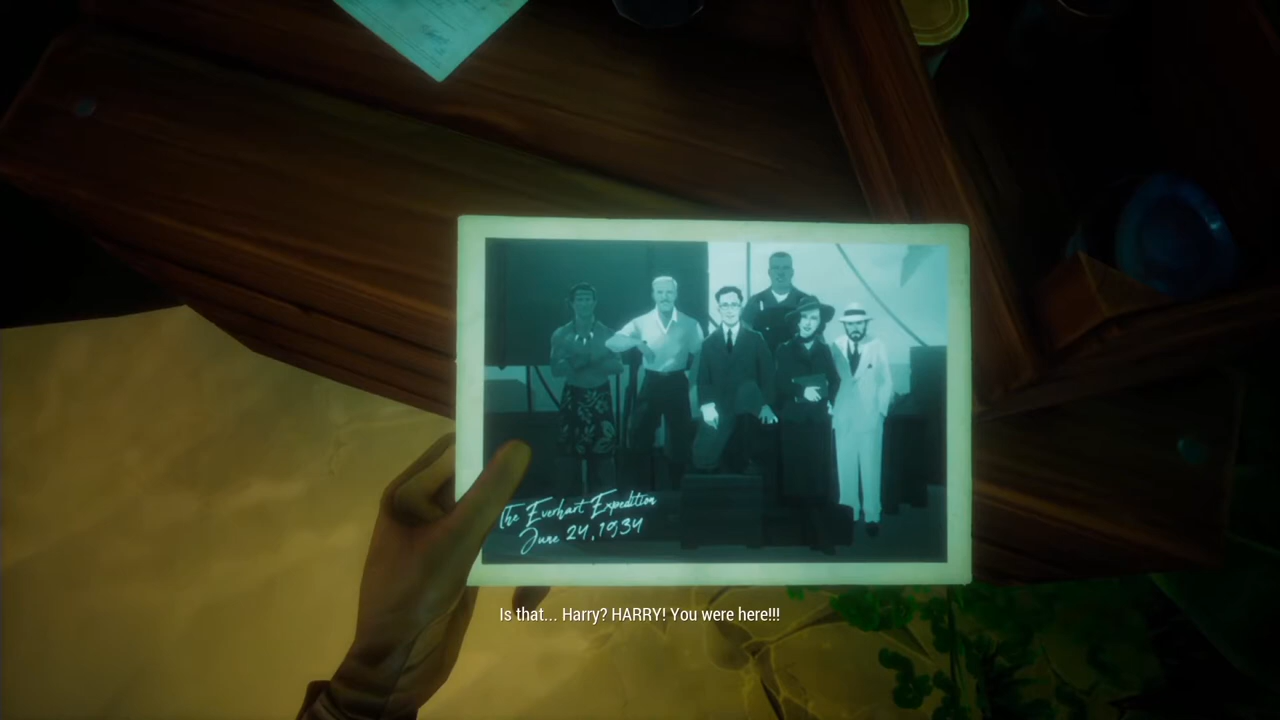 The Everhart Expedition
June 24, 1934
Is that... Harry? HARRY! You were here!!!